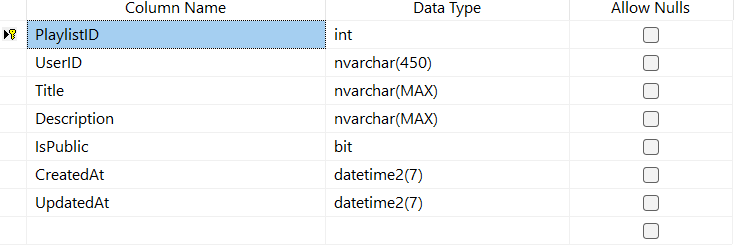 Column Name Data Type Allow Nulls
PlaylistID int
UserID nvarchar(450)
Title nvarchar(MAX)
Description nvarchar(MAX)
IsPublic bit
CreatedAt datetime2(7)
UpdatedAt datetime2(7)